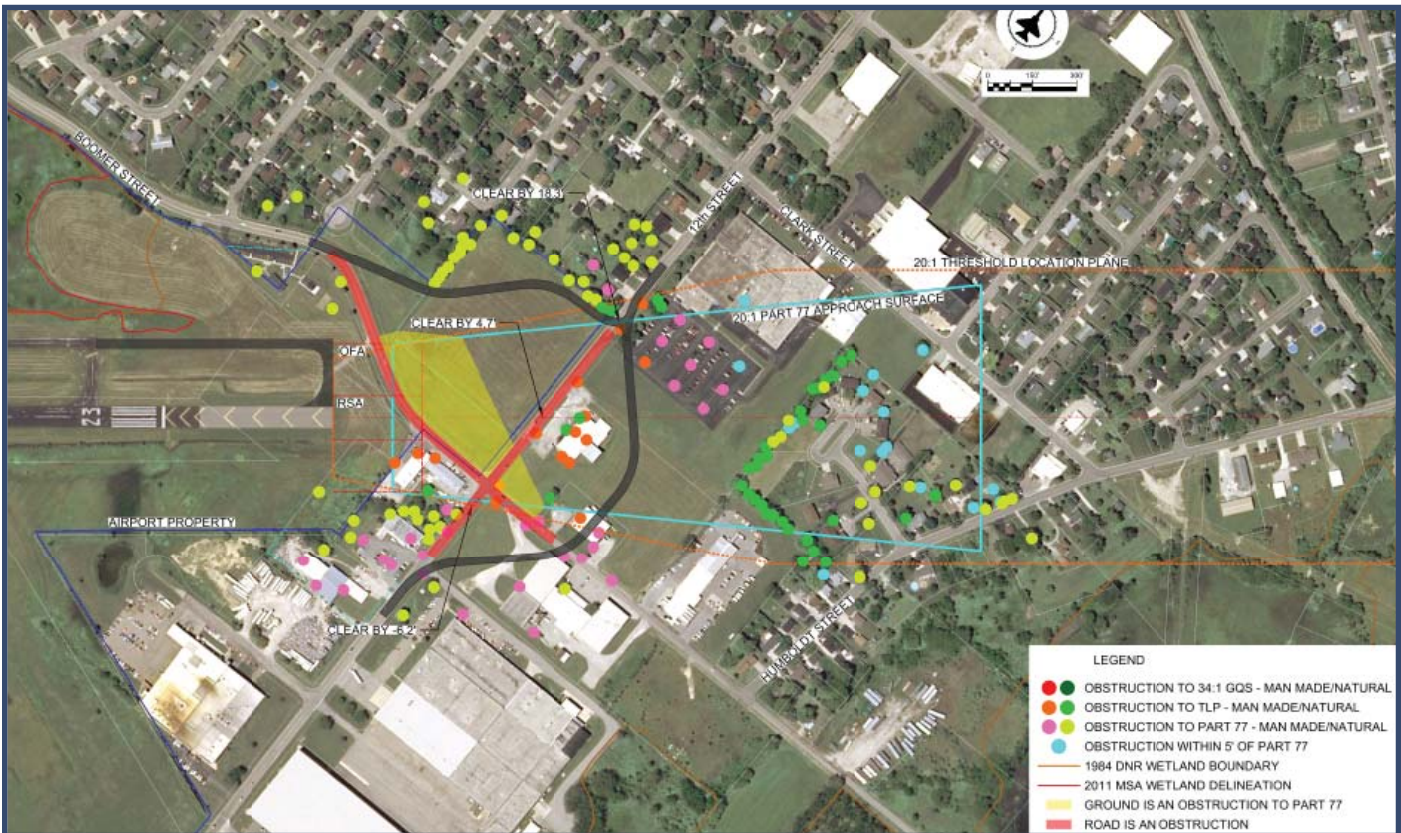 0 150' 300'
BOOMER STREET
CLEAR BY 18.3'
12th STREET
CLARK STREET
20:1 THRESHOLD LOCATION PLANE
20:1 PART 77 APPROACH SURFACE
CLEAR BY 4.7'
OFA
RSA
23
AIRPORT PROPERTY
CLEAR BY -6.2'
HUMBOLDT STREET
LEGEND
OBSTRUCTION TO 34:1 GQS - MAN MADE/NATURAL
OBSTRUCTION TO TLP - MAN MADE/NATURAL
OBSTRUCTION TO PART 77 - MAN MADE/NATURAL
OBSTRUCTION WITHIN 5' OF PART 77
1984 DNR WETLAND BOUNDARY
2011 MSA WETLAND DELINEATION
GROUND IS AN OBSTRUCTION TO PART 77
ROAD IS AN OBSTRUCTION